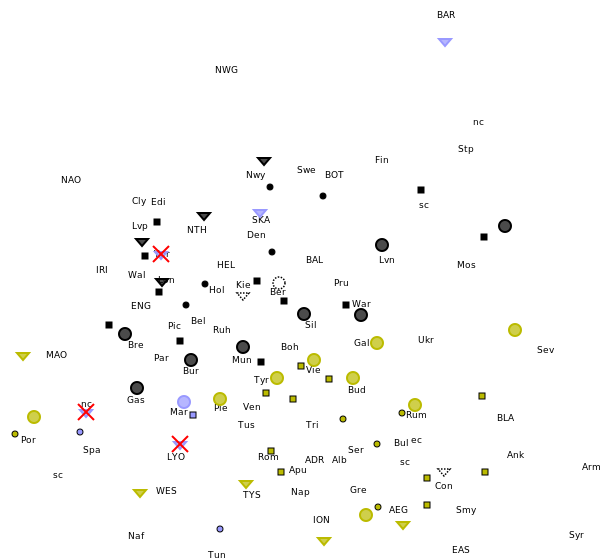 BAR
NWG
nc
Stp
Fin
Swe
BOT
Nwy
NAO
Cly
Edi
sc
SKA
Lvp
NTH
Den
Lvn
Mos
IRI
Wal
HEL
BAL
Kie
Hol
Ber
Pru
ENG
War
Bel
Sil
Pic
Ruh
Bre
Ukr
Gal
Boh
Sev
MAO
Par
Mun
Vie
Bur
Tyr
Bud
Gas
nc
Mar
Pie
Ven
Rum
BLA
Por
Spa
Tus
Tri
Bul
ec
Ser
LYO
Rom
ADR
Alb
sc
Ank
Apu
Arm
sc
Con
WES
TYS
Nap
Gre
Smy
AEG
ION
Naf
Syr
EAS
Tun